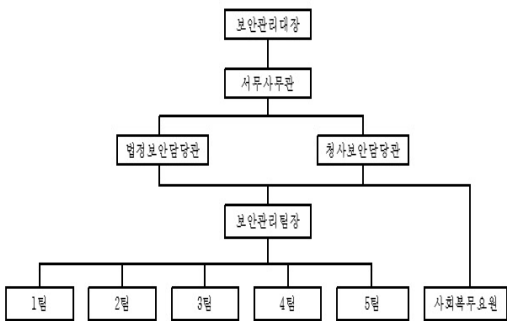 보안관리대장
서무사무관
법정보안담당관
청사보안담당관
보안관리팀장
1팀
2팀
3팀
4팀
5팀
사회복무요원